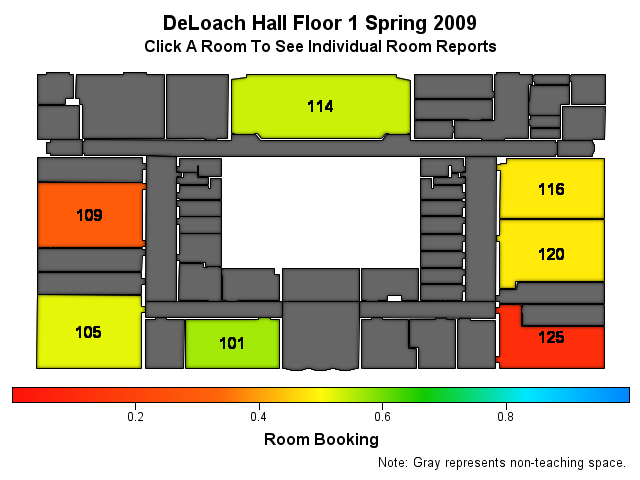 DeLoach Hall Floor 1 Spring 2009
Click A Room To See Individual Room Reports
114
109
116
120
105
101
125
0.2 0.4 0.6 0.8
Room Booking
Note: Gray represents non-teaching space.